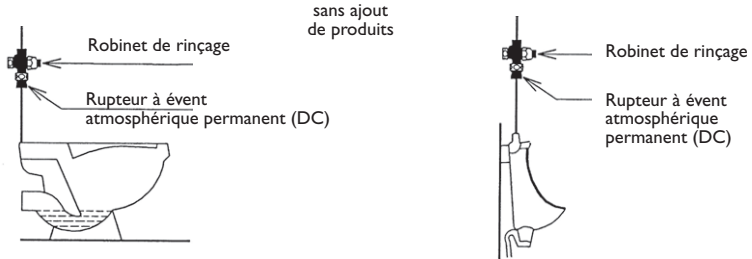 sans ajout
de produits
Robinet de rinçage
Rupteur à évent
atmosphérique permanent (DC)
Robinet de rinçage
Rupteur à évent
atmosphérique
permanent (DC)